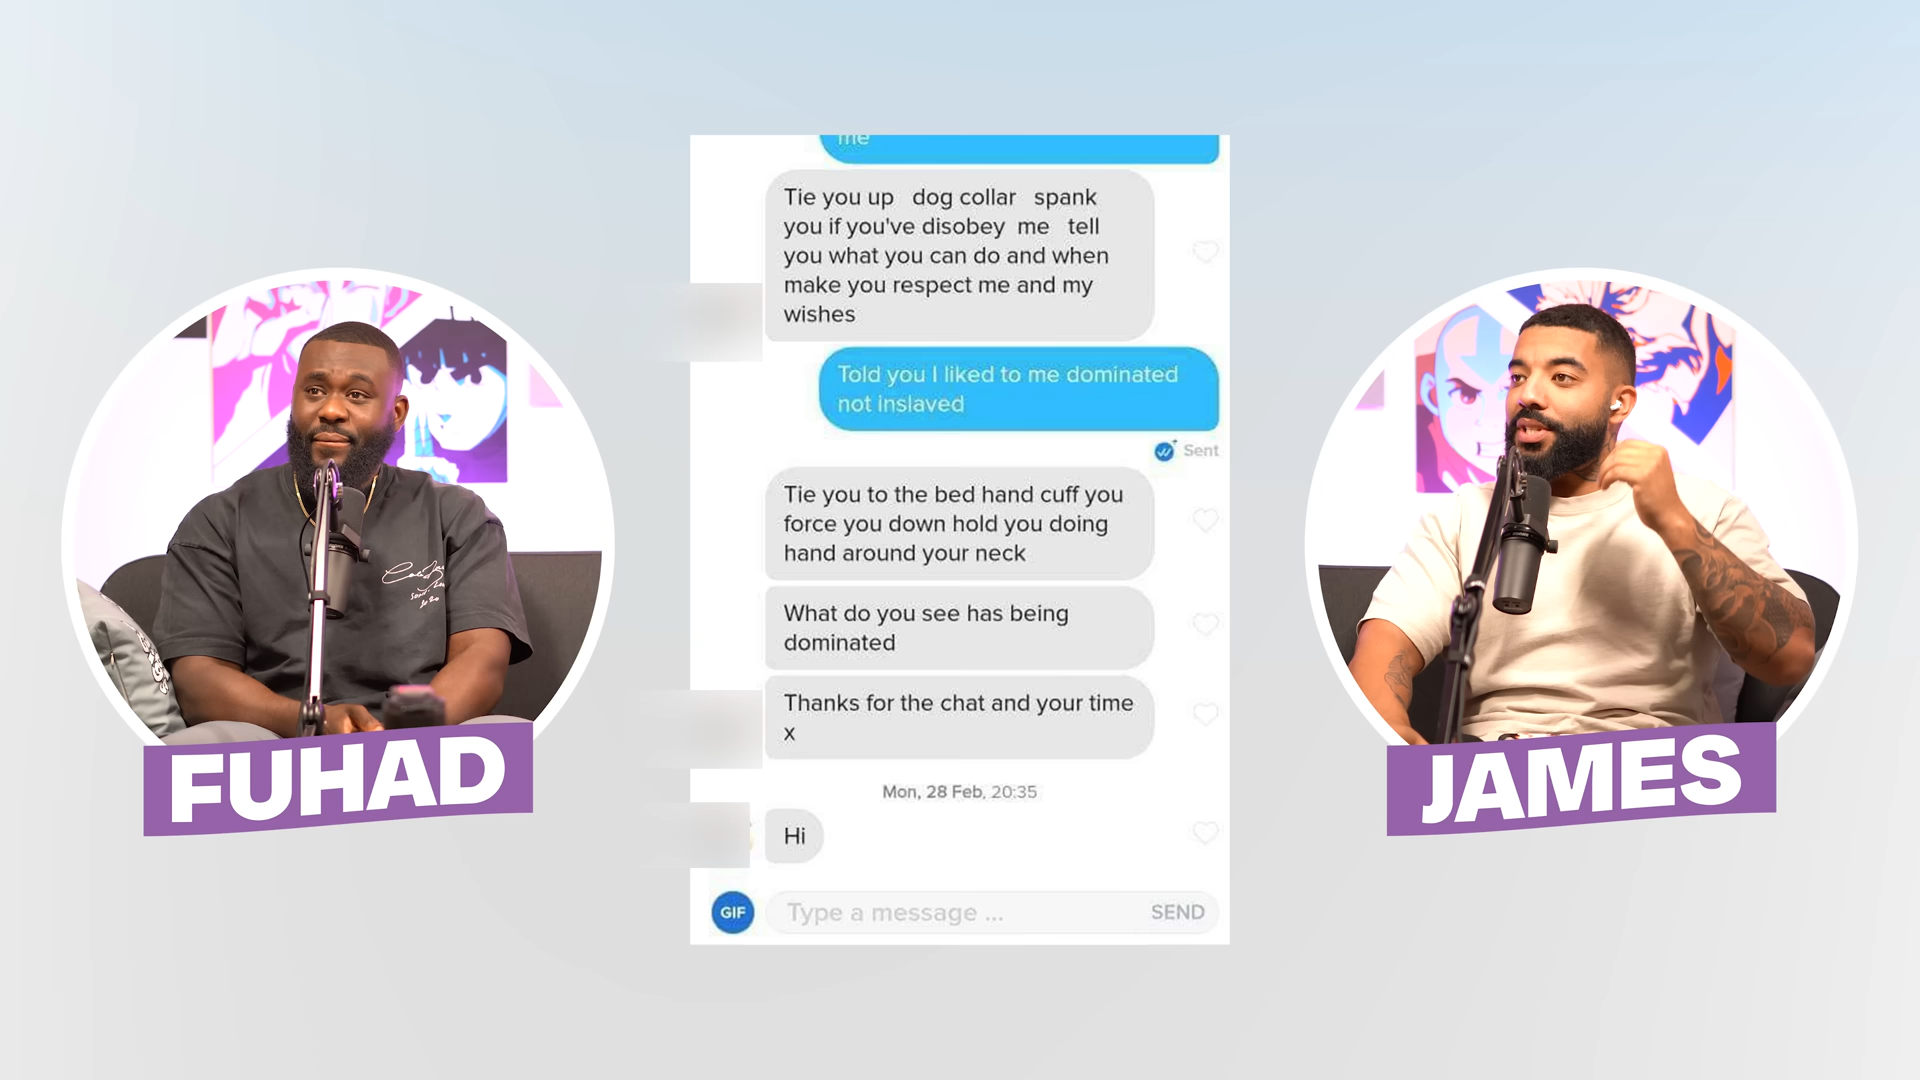 me
Tie you up dog collar spank
you if you've disobey me tell
you what you can do and when
make you respect me and my
wishes
Told you I liked to me dominated
not inslaved
Sent
Tie you to the bed hand cuff you
force you down hold you doing
hand around your neck
What do you see has being
dominated
Thanks for the chat and your time
x
Mon, 28 Feb, 20:35
Hi
GIF
Type a message ...
SEND
FUHAD
JAMES